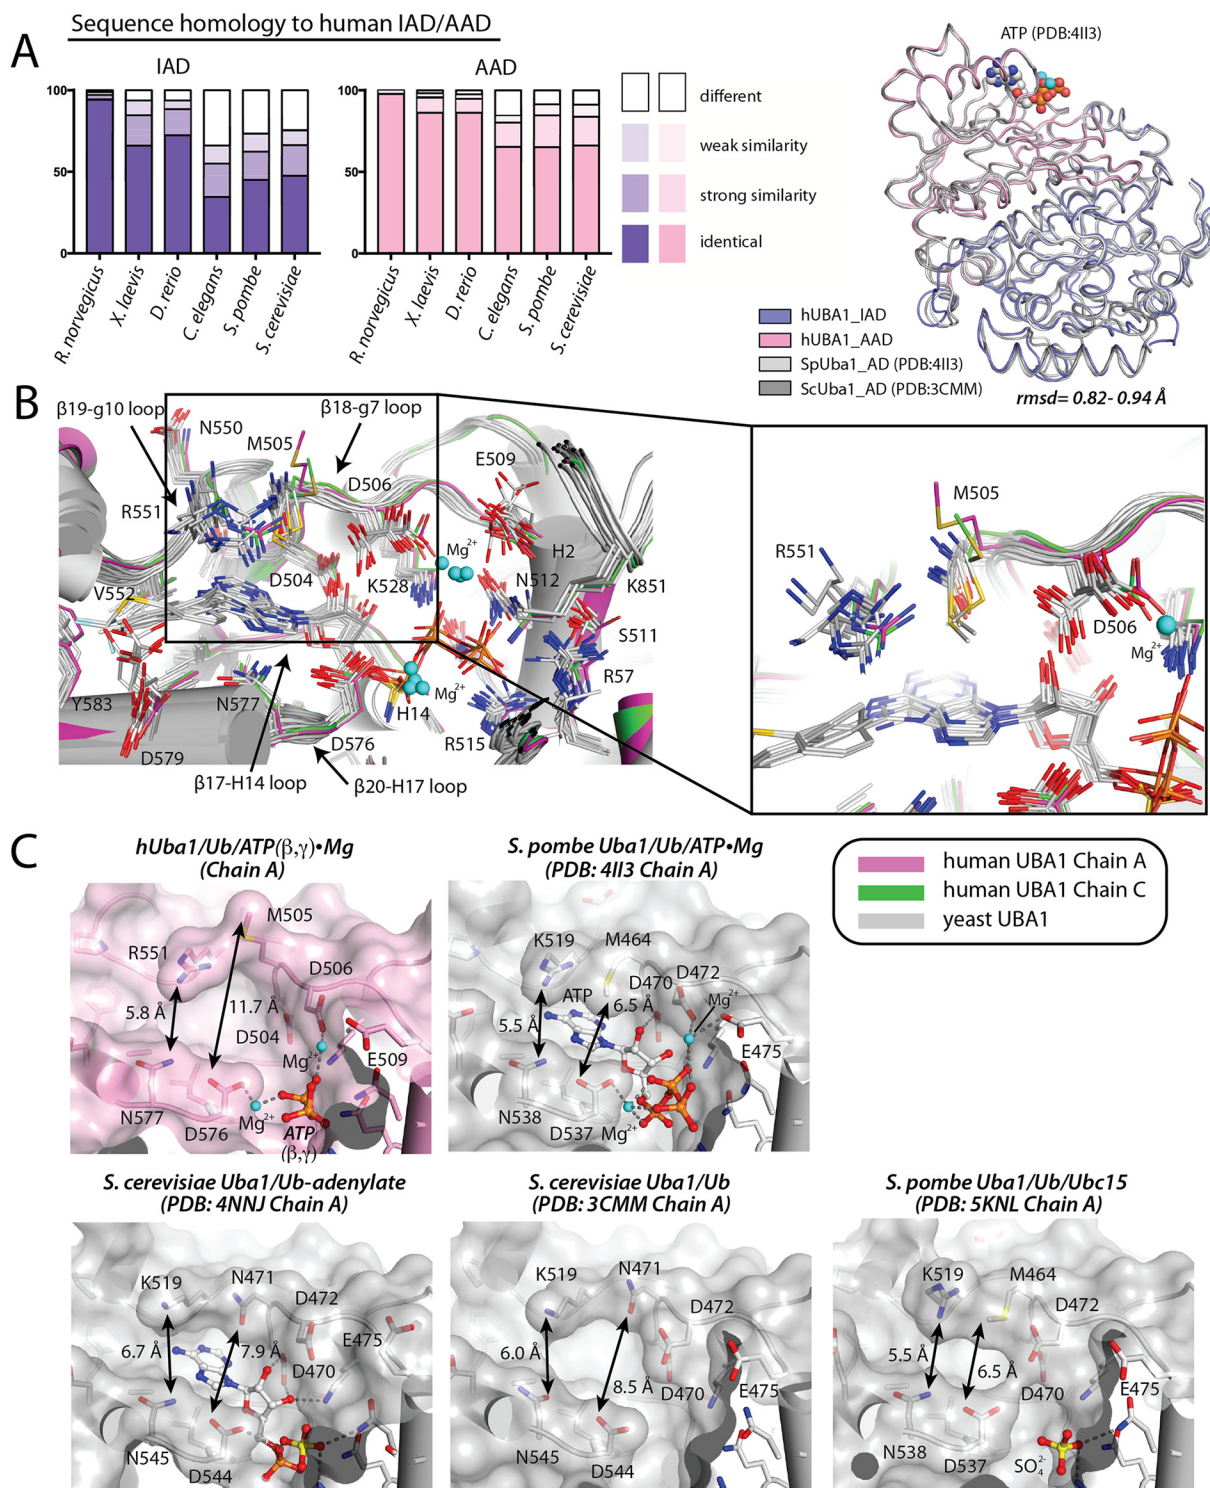 A
Sequence homology to human IAD/AAD
IAD
100
50
0
R. norvegicus
X. laevis
D. rerio
C. elegans
S. pombe
S. cerevisiae
AAD
100
50
0
R. norvegicus
X. laevis
D. rerio
C. elegans
S. pombe
S. cerevisiae
different
weak similarity
strong similarity
identical
ATP (PDB:4II3)
hUBA1_IAD
hUBA1_AAD
SpUba1_AD (PDB:4II3)
ScUba1_AD (PDB:3CMM)
rmsd= 0.82- 0.94 Å
B
β19-g10 loop
N550
M505
β18-g7 loop
D506
E509
R551
Mg2+
H2
D504
K528
N512
K851
V552
S511
R57
Y583
N577
H14
Mg2+
D579
D576
R515
β17-H14 loop
β20-H17 loop
M505
R551
D506
Mg2+
C
hUba1/Ub/ATP(β,γ)•Mg
(Chain A)
M505
R551
D506
5.8 Å
11.7 Å
D504
Mg2+
E509
N577
D576
Mg2+
ATP
(β,γ)
S. pombe Uba1/Ub/ATP•Mg
(PDB: 4II3 Chain A)
K519
M464
D472
D470
ATP
Mg2+
5.5 Å
6.5 Å
E475
N538
D537
Mg2+
human UBA1 Chain A
human UBA1 Chain C
yeast UBA1
S. cerevisiae Uba1/Ub-adenylate
(PDB: 4NNJ Chain A)
K519
N471
D472
E475
6.7 Å
7.9 Å
D470
N545
D544
S. cerevisiae Uba1/Ub
(PDB: 3CMM Chain A)
K519
N471
D472
6.0 Å
8.5 Å
D470
E475
N545
D544
S. pombe Uba1/Ub/Ubc15
(PDB: 5KNL Chain A)
K519
M464
D472
5.5 Å
6.5 Å
D470
E475
N538
D537
SO42-